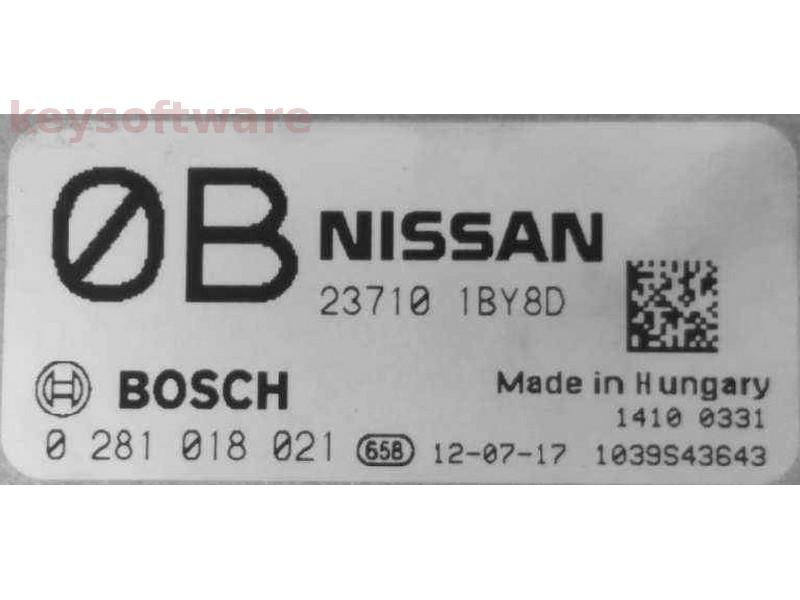 keysoftware
0B NISSAN
23710 1BY8D
BOSCH
Made in Hungary
1410 0331
0 281 018 021 658 12-07-17 1039S43643